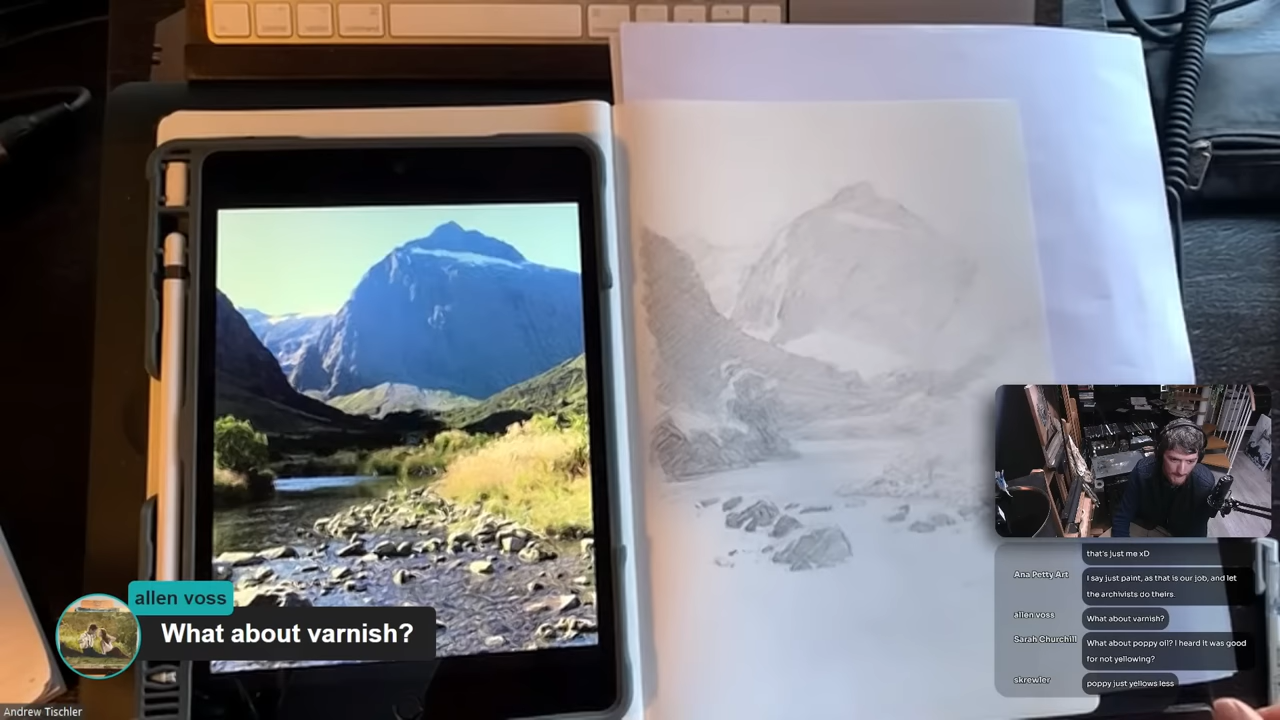 allen voss
What about varnish?
Andrew Tischler
that's just me xD
Ana Petty Art
I say just paint, as that is our job, and let
the archivists do theirs.
allen voss
What about varnish?
Sarah Churchill
What about poppy oil? I heard it was good
for not yellowing?
skrewler
poppy just yellows less